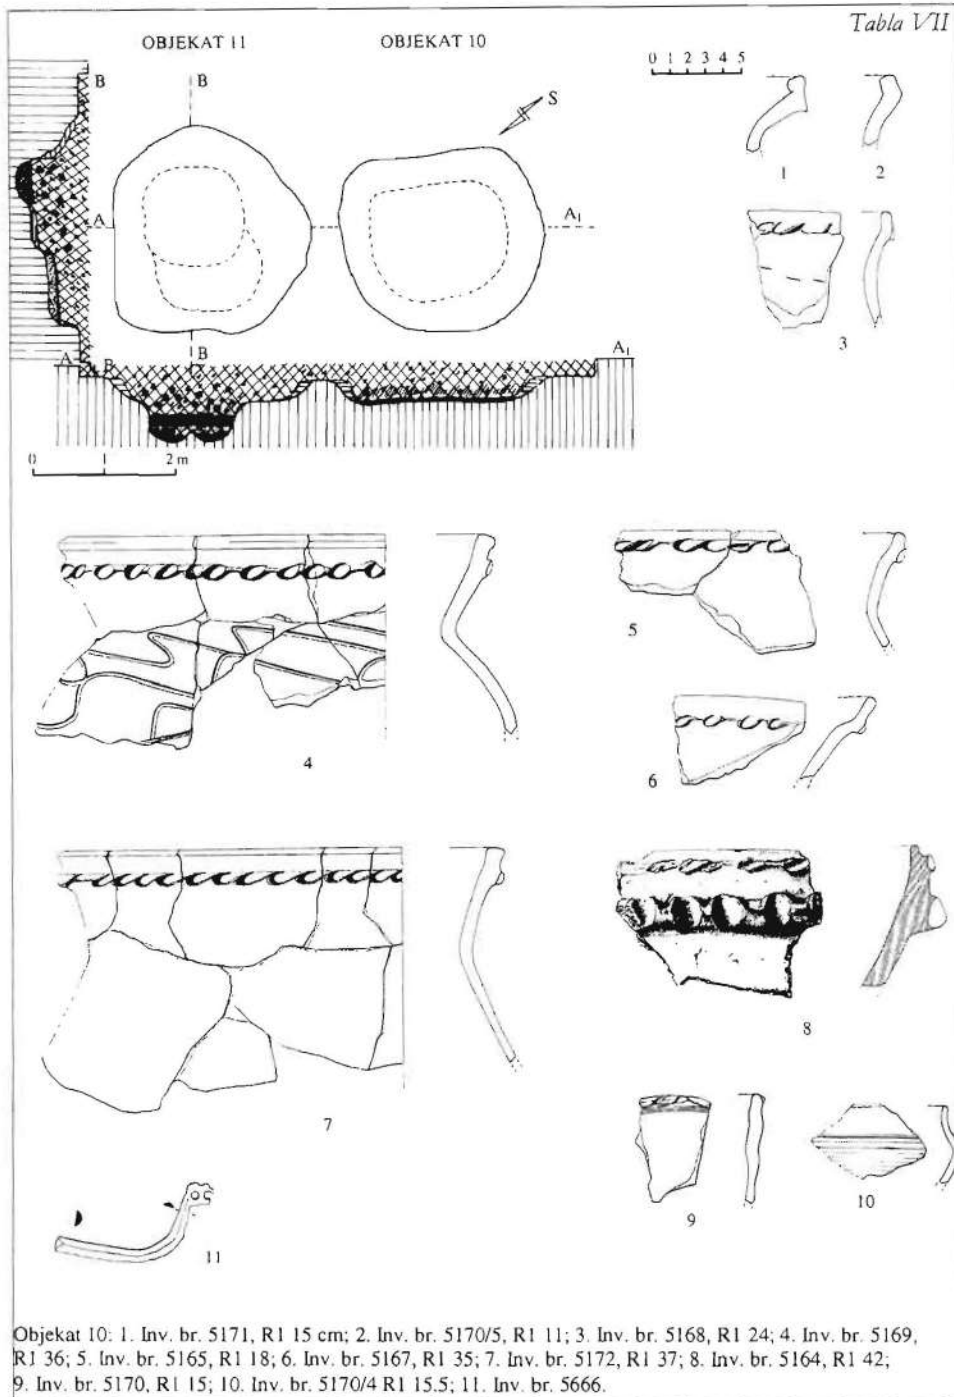 Tabla VII
OBJEKAT 11
OBJEKAT 10
0 1 2 3 4 5
B
B
S
1
2
A
A1
3
A
B
B
A1
0
1
2 m
4
5
6
7
8
9
10
11
Objekat 10: 1. Inv. br. 5171, R1 15 cm; 2. Inv. br. 5170/5, R1 11; 3. Inv. br. 5168, R1 24; 4. Inv. br. 5169,
R1 36; 5. Inv. br. 5165, R1 18; 6. Inv. br. 5167, R1 35; 7. Inv. br. 5172, R1 37; 8. Inv. br. 5164, R1 42;
9. Inv. br. 5170, R1 15; 10. Inv. br. 5170/4 R1 15.5; 11. Inv. br. 5666.